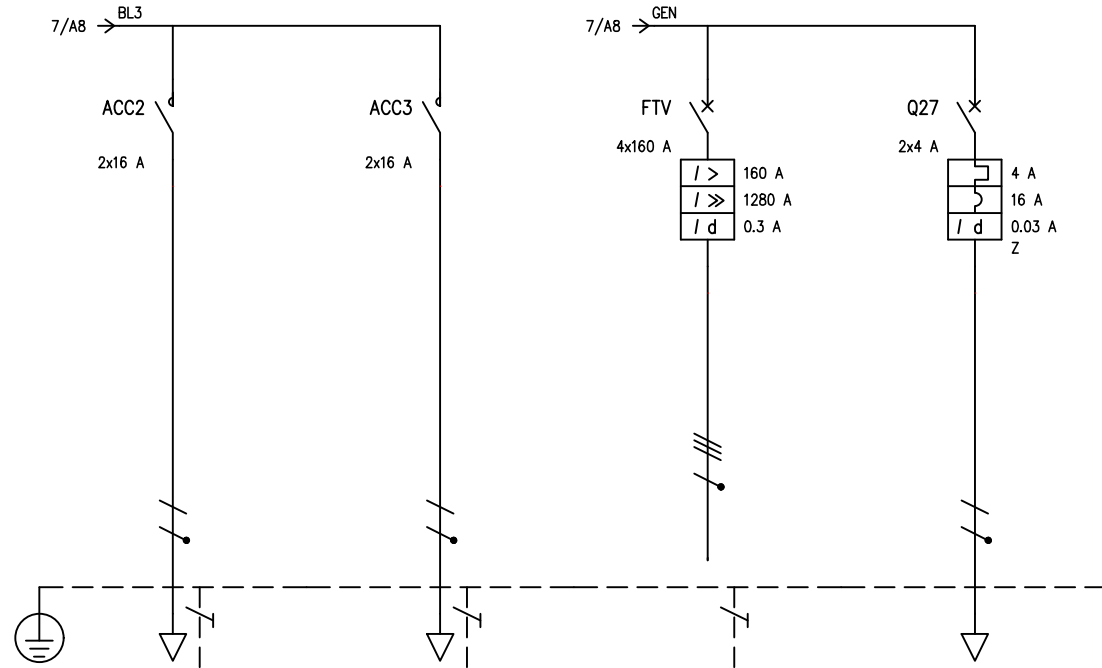 BL3
7/A8
GEN
7/A8
ACC2
2x16 A
ACC3
2x16 A
FTV
4x160 A
I > 160 A
I >> 1280 A
I d 0.3 A
Q27
2x4 A
4 A
16 A
I d 0.03 A
Z